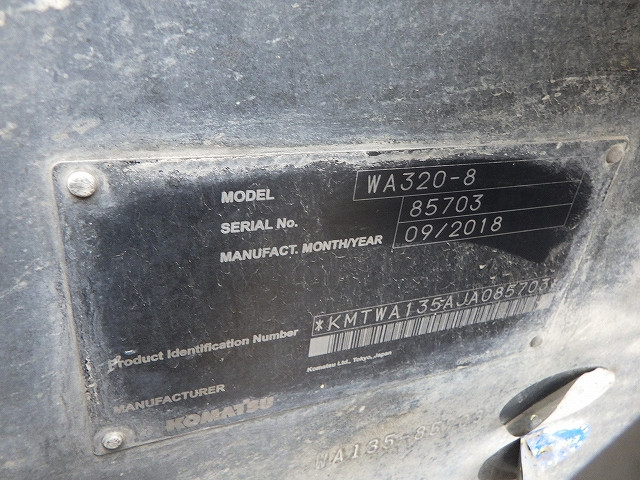 MODEL WA320-8
SERIAL No. 85703
MANUFACT. MONTH/YEAR 09/2018
Product Identification Number *KMTWA135AJA085703
Komatsu Ltd., Tokyo, Japan
MANUFACTURER
KOMATSU